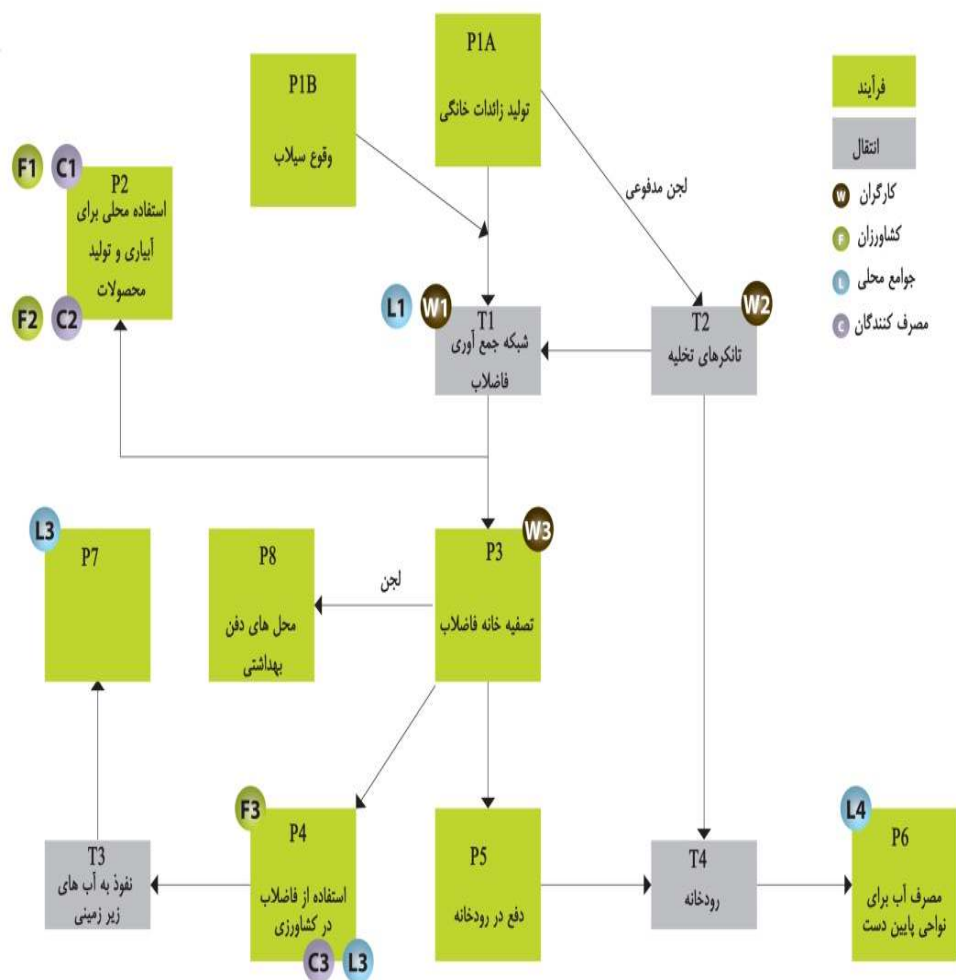 P1A
تولید زائدات خانگی
P1B
وقوع سیلاب
فرآیند
انتقال
W کارگران
F کشاورزان
L جوامع محلی
C مصرف کنندگان
لجن مدفوعی
F1
C1
P2
استفاده محلی برای
آبیاری و تولید
محصولات
F2
C2
L1
W1
T1
شبکه جمع آوری
فاضلاب
W2
T2
تانکرهای تخلیه
L3
P7
P8
محل های دفن
بهداشتی
لجن
W3
P3
تصفیه خانه فاضلاب
T3
نفوذ به آب های
زیر زمینی
F3
P4
استفاده از فاضلاب
در کشاورزی
C3
L3
P5
دفع در رودخانه
T4
رودخانه
L4
P6
مصرف آب برای
نواحی پایین دست